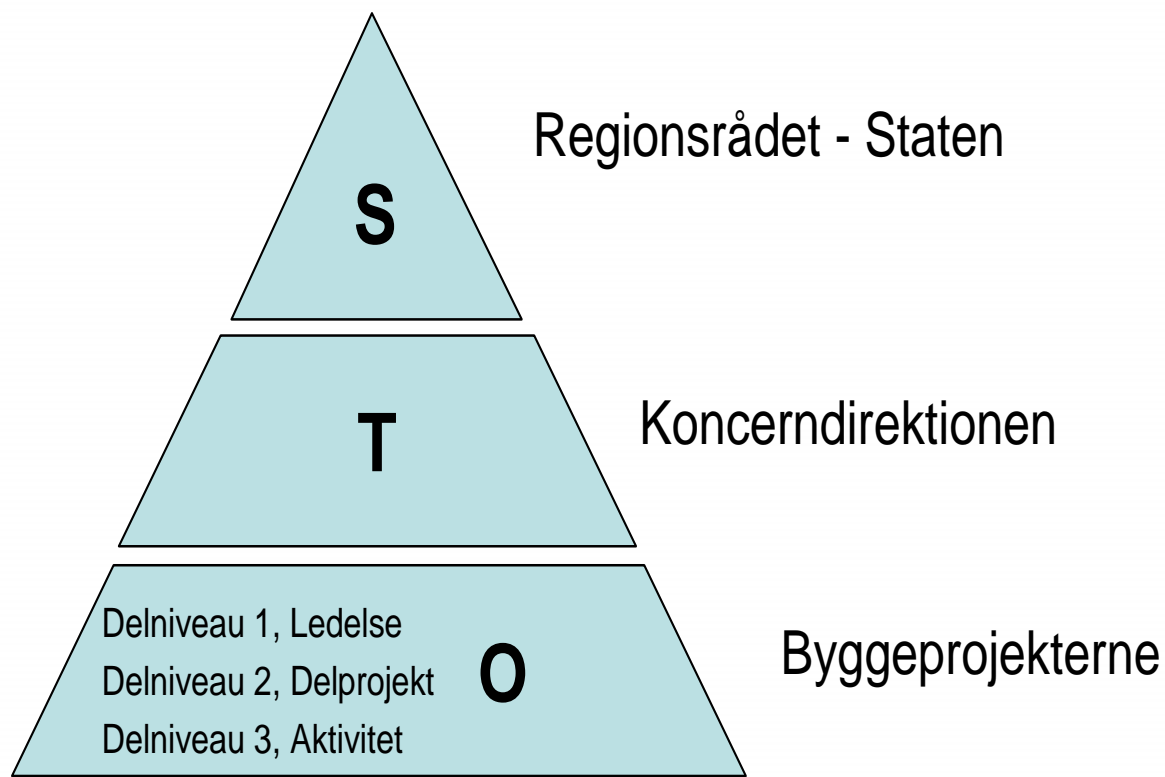 Regionsrådet - Staten
S
Koncerndirektionen
T
Delniveau 1, Ledelse
Delniveau 2, Delprojekt
Delniveau 3, Aktivitet
O
Byggeprojekterne